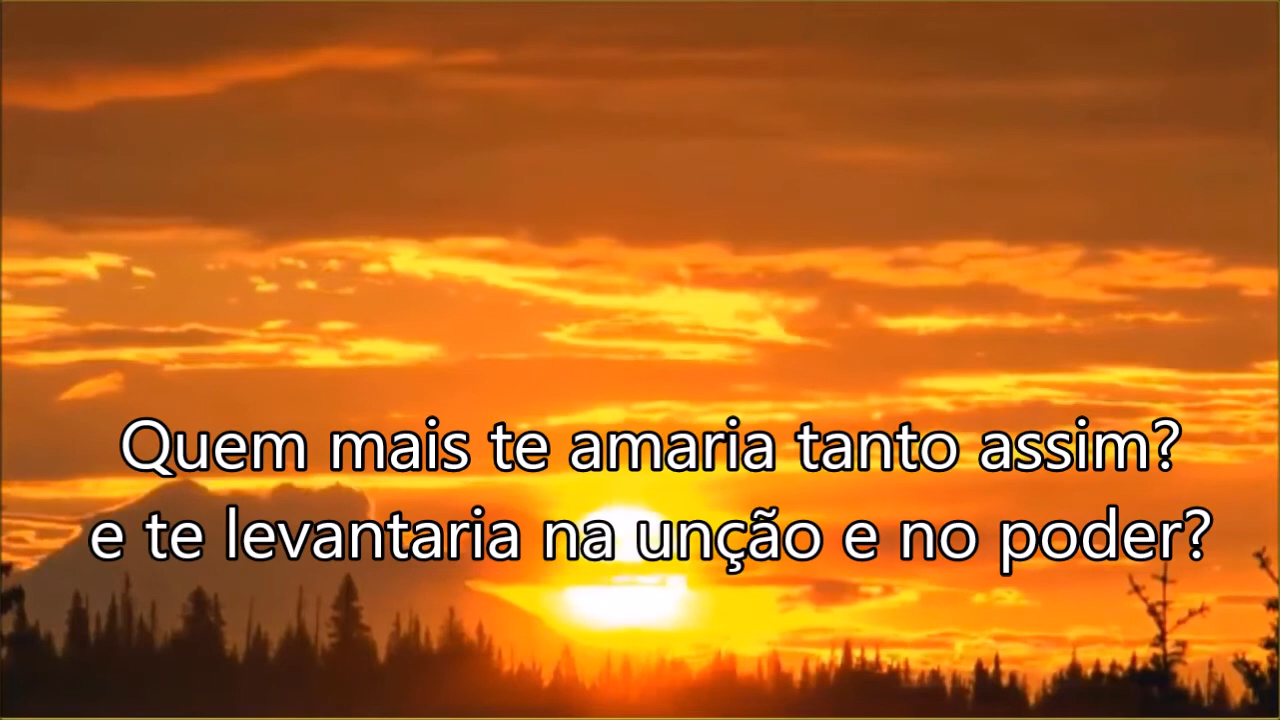 Quem mais te amaria tanto assim?
e te levantaria na unção e no poder?